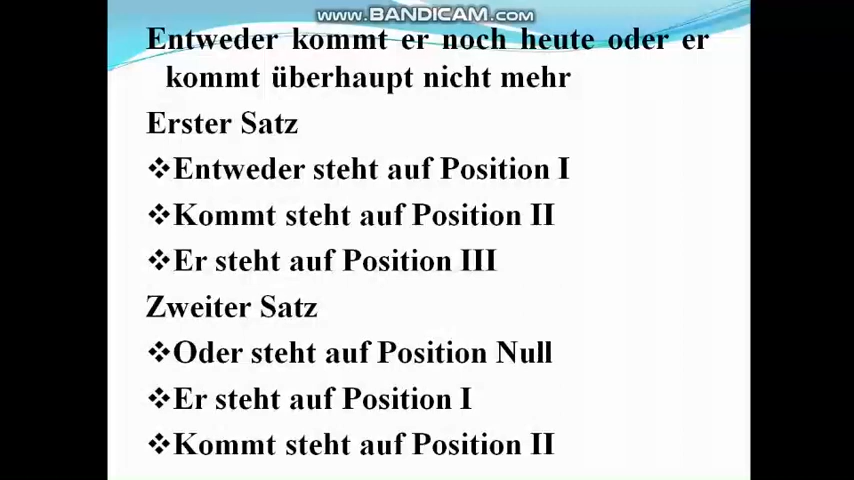 www.BANDICAM.com
Entweder kommt er noch heute oder er
kommt überhaupt nicht mehr
Erster Satz
❖Entweder steht auf Position I
❖Kommt steht auf Position II
❖Er steht auf Position III
Zweiter Satz
❖Oder steht auf Position Null
❖Er steht auf Position I
❖Kommt steht auf Position II